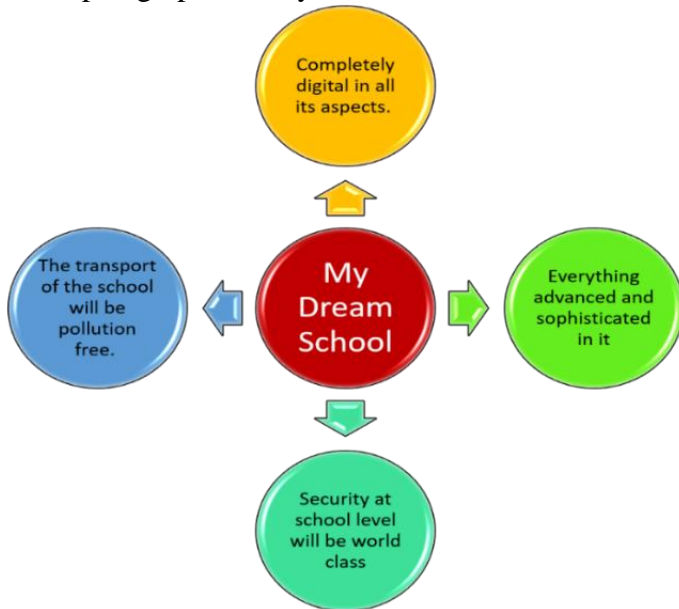 Completely
digital in all
its aspects.
The transport
of the school
will be
pollution
free.
My
Dream
School
Everything
advanced and
sophisticated
in it
Security at
school level
will be world
class